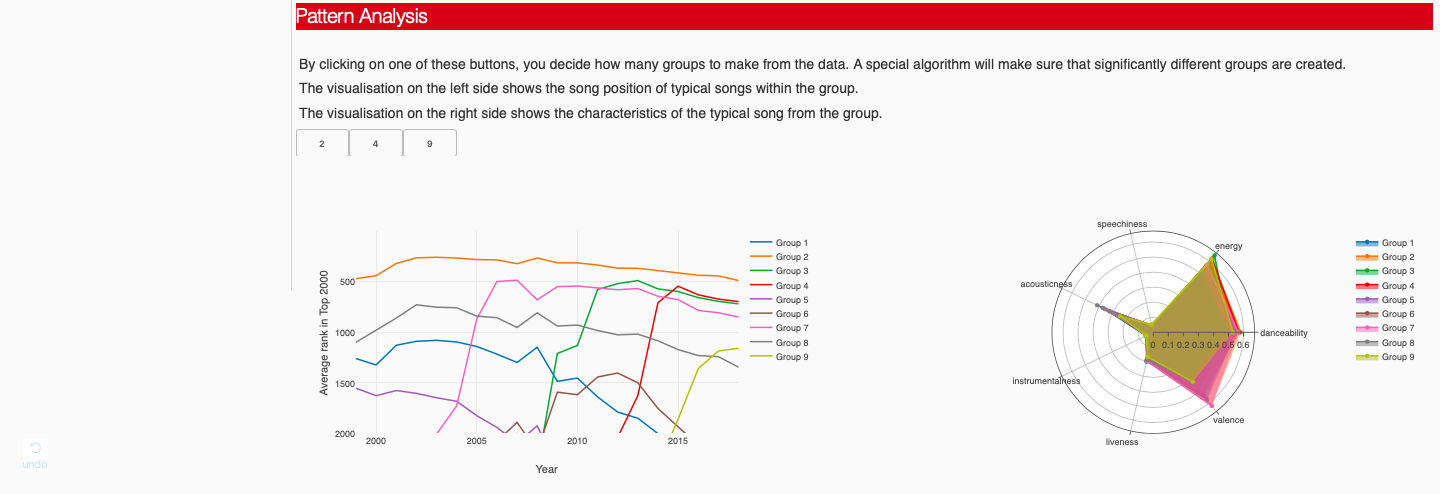 Pattern Analysis
By clicking on one of these buttons, you decide how many groups to make from the data. A special algorithm will make sure that significantly different groups are created.
The visualisation on the left side shows the song position of typical songs within the group.
The visualisation on the right side shows the characteristics of the typical song from the group.
2 4 9
Average rank in Top 2000
500
1000
1500
2000
2000 2005 2010 2015
Year
Group 1
Group 2
Group 3
Group 4
Group 5
Group 6
Group 7
Group 8
Group 9
speechiness
energy
acousticness
danceability
0 0.1 0.2 0.3 0.4 0.5 0.6
instrumentalness
valence
liveness
Group 1
Group 2
Group 3
Group 4
Group 5
Group 6
Group 7
Group 8
Group 9
undo